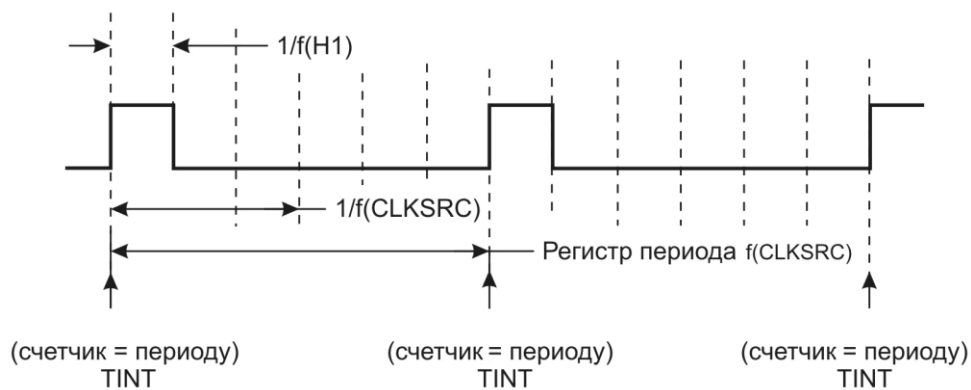 1/f(H1)
1/f(CLKSRC)
Регистр периода f(CLKSRC)
(счетчик = периоду)
TINT
(счетчик = периоду)
TINT
(счетчик = периоду)
TINT